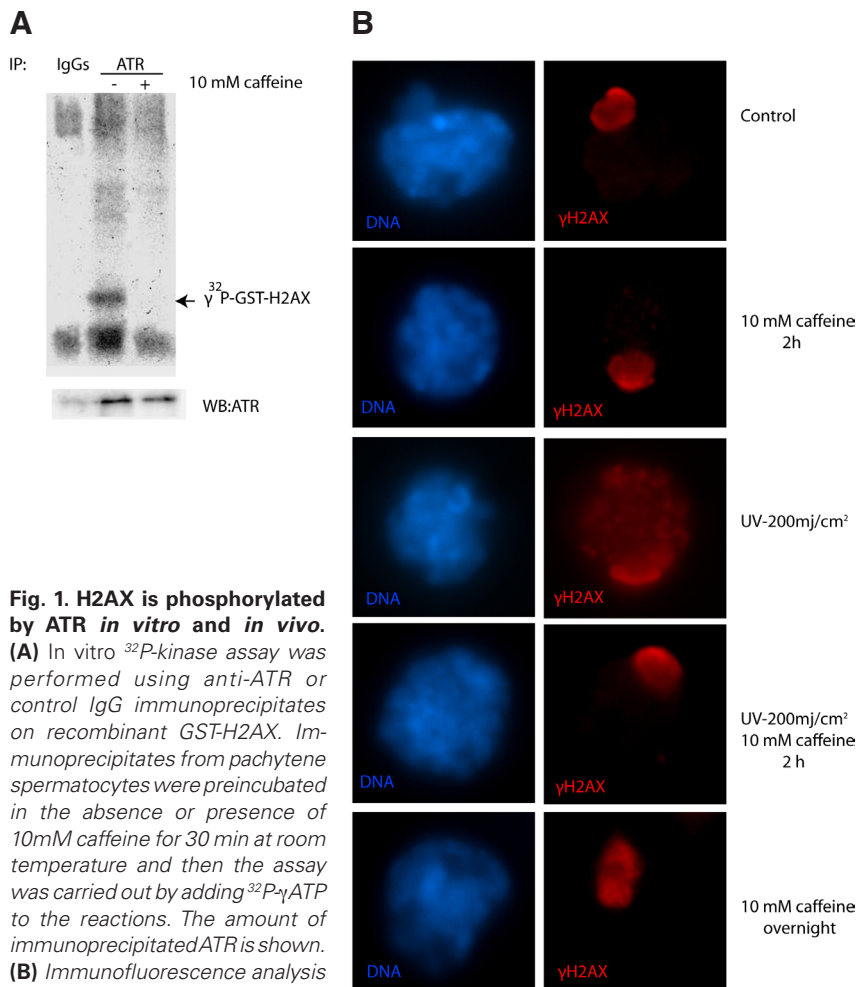 A
IP: IgGs ATR
- + 10 mM caffeine
γ ³²P-GST-H2AX
WB:ATR
Fig. 1. H2AX is phosphorylated
by ATR in vitro and in vivo.
(A) In vitro ³²P-kinase assay was
performed using anti-ATR or
control IgG immunoprecipitates
on recombinant GST-H2AX. Im-
munoprecipitates from pachytene
spermatocytes were preincubated
in the absence or presence of
10mM caffeine for 30 min at room
temperature and then the assay
was carried out by adding ³²P-γATP
to the reactions. The amount of
immunoprecipitated ATR is shown.
(B) Immunofluorescence analysis
B
DNA
γH2AX
Control
DNA
γH2AX
10 mM caffeine
2h
DNA
γH2AX
UV-200mj/cm²
DNA
γH2AX
UV-200mj/cm²
10 mM caffeine
2 h
DNA
γH2AX
10 mM caffeine
overnight